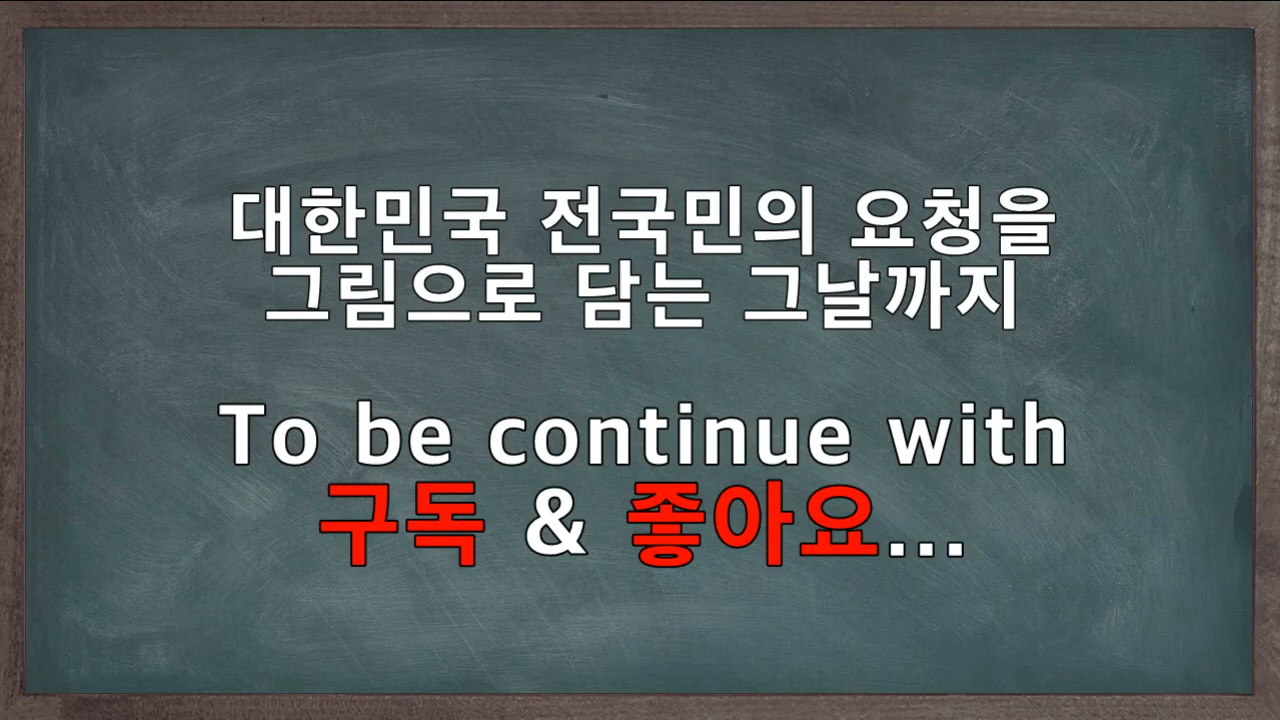 대한민국 전국민의 요청을
그림으로 담는 그날까지
To be continue with
구독 & 좋아요...